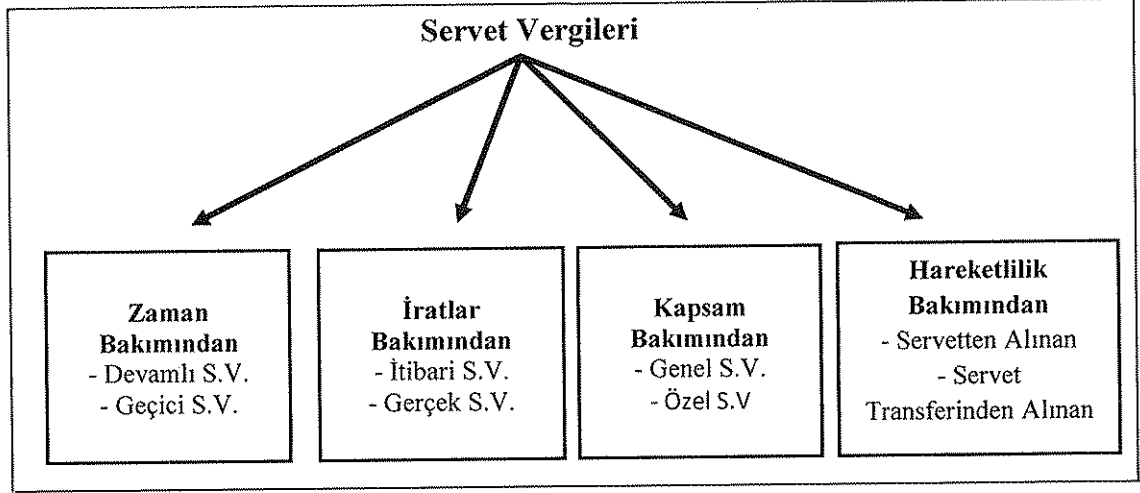 Servet Vergileri
Zaman
Bakımından
- Devamlı S.V.
- Geçici S.V.
İratlar
Bakımından
- İtibari S.V.
- Gerçek S.V.
Kapsam
Bakımından
- Genel S.V.
- Özel S.V
Hareketlilik
Bakımından
- Servetten Alınan
- Servet
Transferinden Alınan